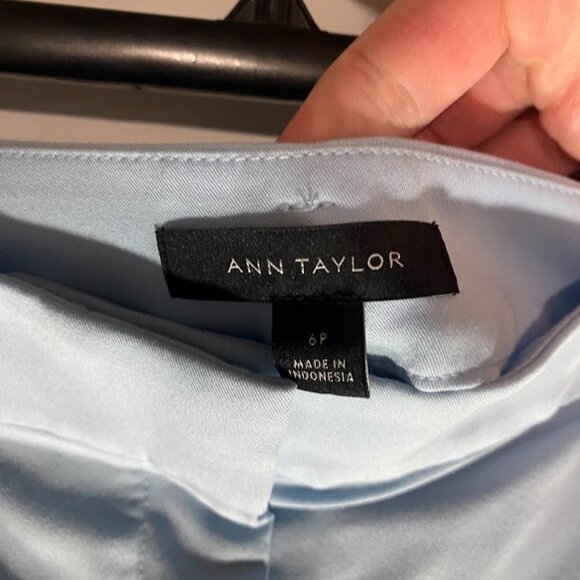 ANN TAYLOR
6P
MADE IN
INDONESIA